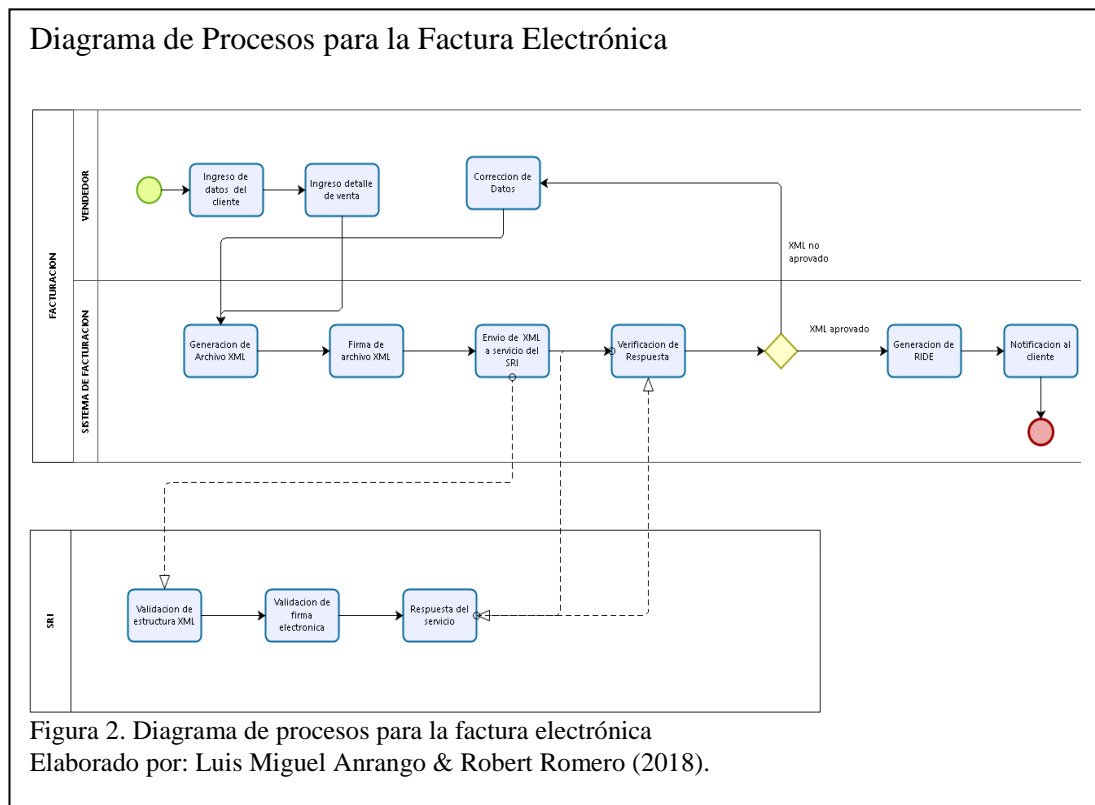 Diagrama de Procesos para la Factura Electrónica
FACTURACION
VENDEDOR
Ingreso de
datos del
cliente
Ingreso detalle
de venta
Correccion de
Datos
XML no
aprovado
SISTEMA DE FACTURACION
Generacion de
Archivo XML
Firma de
archivo XML
Envio de XML
a servicio del
SRI
Verificacion de
Respuesta
XML aprovado
Generacion de
RIDE
Notificacion al
cliente
SRI
Validacion de
estructura XML
Validacion de
firma
electronica
Respuesta del
servicio
Figura 2. Diagrama de procesos para la factura electrónica
Elaborado por: Luis Miguel Anrango & Robert Romero (2018).